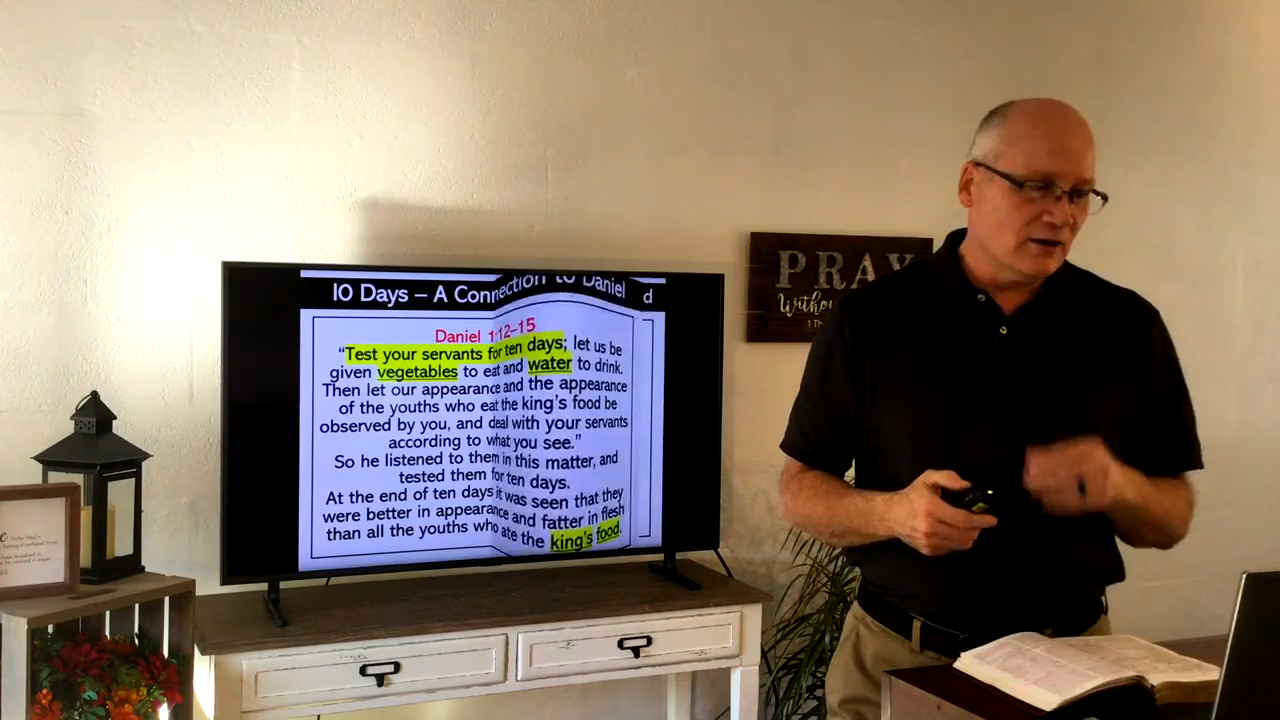 10 Days – A Connection to Daniel
d
Daniel 1:12–15
“Test your servants for ten days; let us be
given vegetables to eat and water to drink.
Then let our appearance and the appearance
of the youths who eat the king’s food be
observed by you, and deal with your servants
according to what you see.”
So he listened to them in this matter, and
tested them for ten days.
At the end of ten days it was seen that they
were better in appearance and fatter in flesh
than all the youths who ate the king’s food.
PRAY